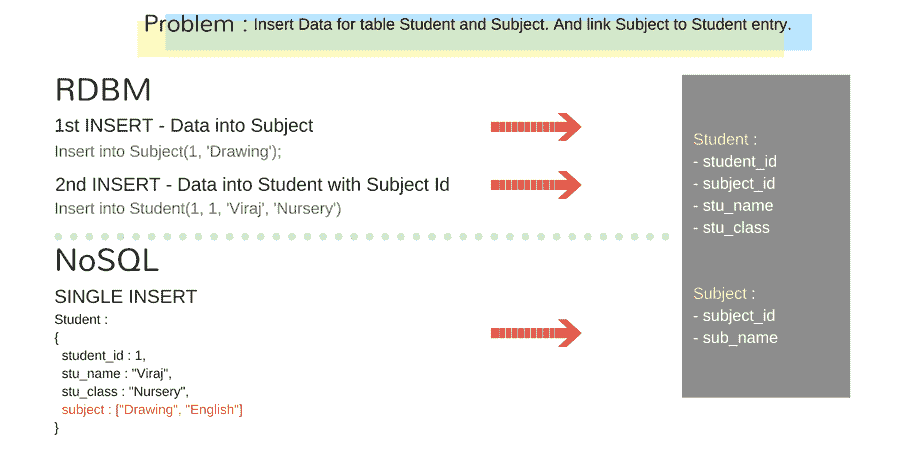 Problem : Insert Data for table Student and Subject. And link Subject to Student entry.
RDBM
1st INSERT - Data into Subject
Insert into Subject(1, 'Drawing');
2nd INSERT - Data into Student with Subject Id
Insert into Student(1, 1, 'Viraj', 'Nursery')
NoSQL
SINGLE INSERT
Student :
{
student_id : 1,
stu_name : "Viraj",
stu_class : "Nursery",
subject : ["Drawing", "English"]
}
Student :
- student_id
- subject_id
- stu_name
- stu_class
Subject :
- subject_id
- sub_name